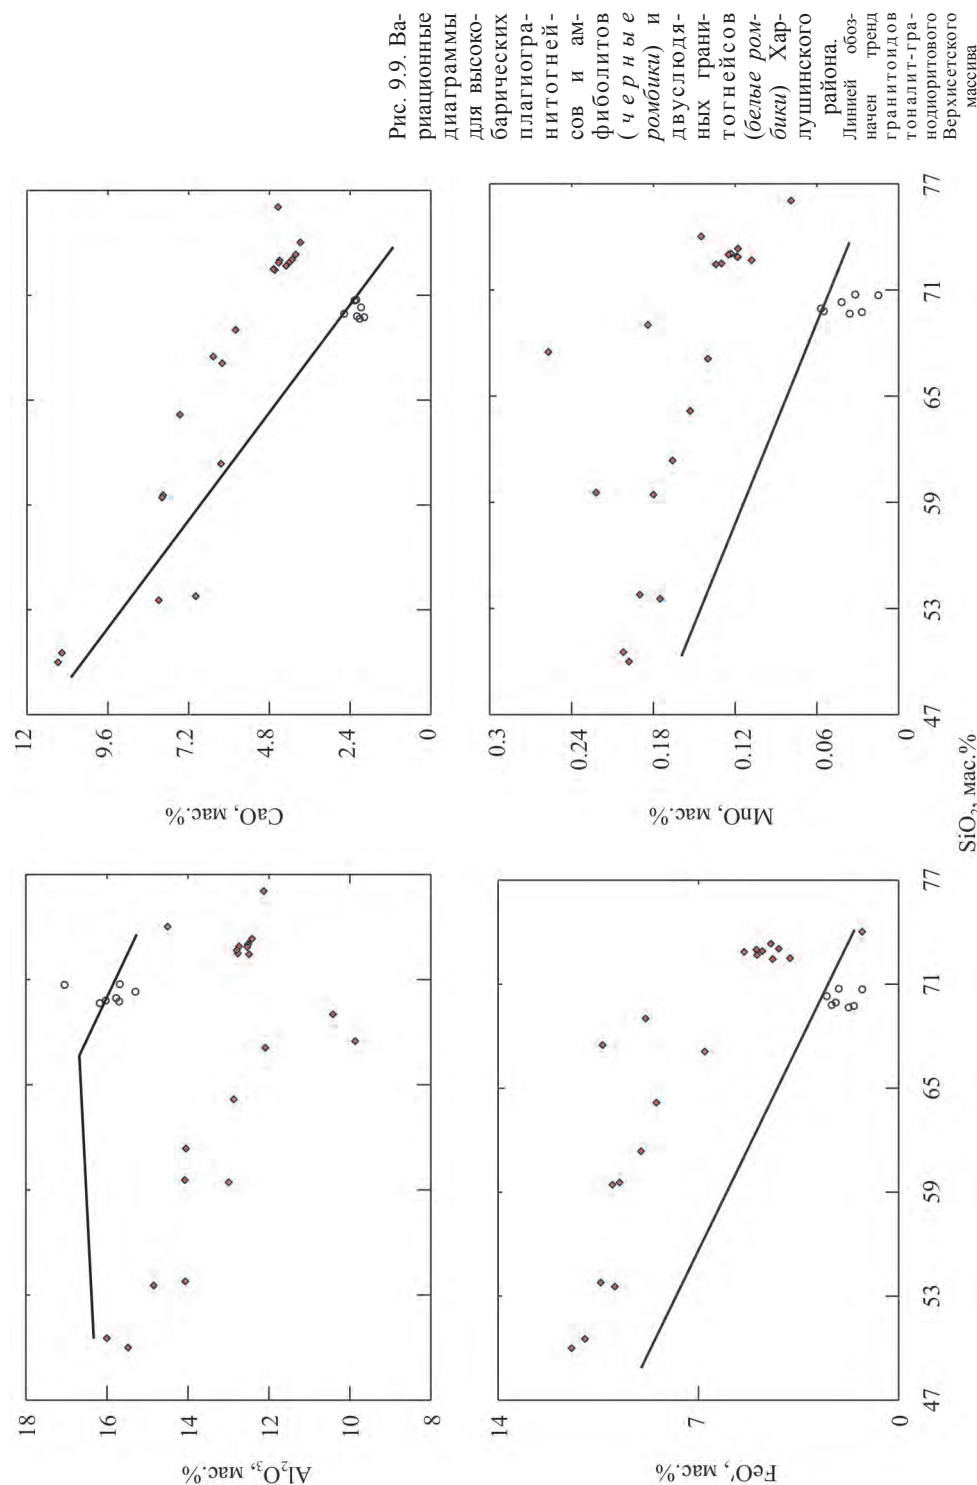 Рис. 9.9. Ва-
риационные
диаграммы
для высоко-
барических
плагиогра-
нитогней-
сов и ам-
фиболитов
(черные
ромбики) и
двуслюдя-
ных грани-
тогнейсов
(белые ром-
бики) Хар-
лушинского
района.
Линией обоз-
начен тренд
гранитоидов
тоналит-гра-
нодиоритового
Верхисетского
массива
Al₂O₃, мас.%
18
16
14
12
10
8
CaO, мас.%
12
9.6
7.2
4.8
2.4
0
FeO', мас.%
14
7
0
47
53
59
65
71
77
MnO, мас.%
0.3
0.24
0.18
0.12
0.06
0
47
53
59
65
71
77
SiO₂, мас.%